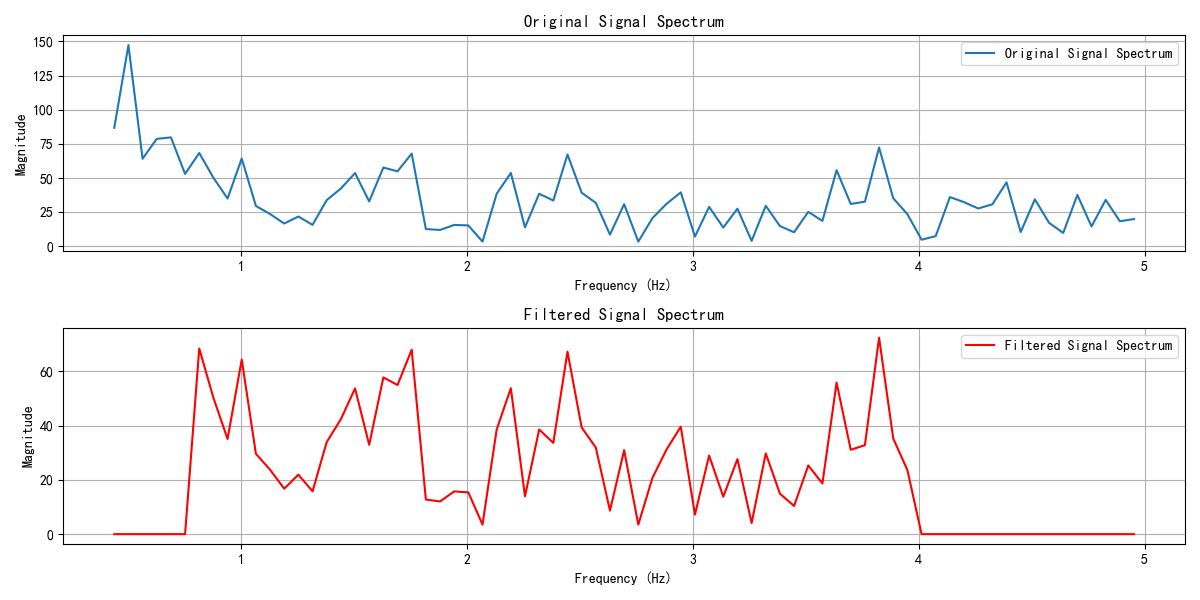 Original Signal Spectrum
150
125
100
75
50
25
0
Magnitude
Original Signal Spectrum
1
2
3
4
5
Frequency (Hz)
Filtered Signal Spectrum
60
40
20
0
Magnitude
Filtered Signal Spectrum
1
2
3
4
5
Frequency (Hz)